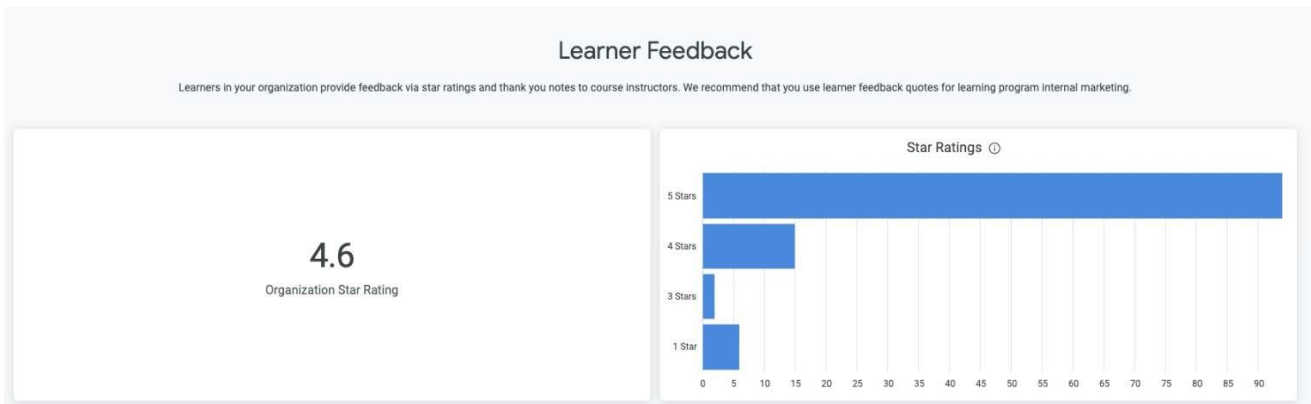 Learner Feedback
Learners in your organization provide feedback via star ratings and thank you notes to course instructors. We recommend that you use learner feedback quotes for learning program internal marketing.
4.6
Organization Star Rating
Star Ratings
5 Stars
4 Stars
3 Stars
1 Star
0 5 10 15 20 25 30 35 40 45 50 55 60 65 70 75 80 85 90